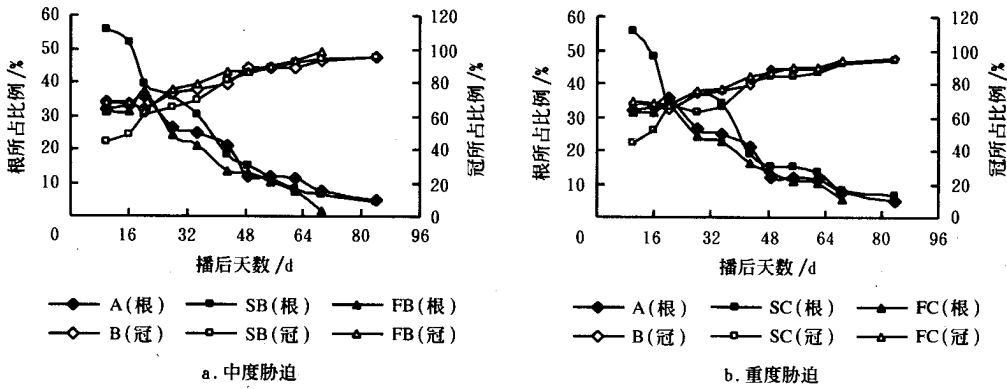 60
50
40
30
20
10
0
根所占比例 /%
120
100
80
60
40
20
0
冠所占比例 /%
16
32
48
64
80
96
播后天数 /d
A(根)
SB(根)
FB(根)
B(冠)
SB(冠)
FB(冠)
a.中度胁迫
60
50
40
30
20
10
0
根所占比例 /%
120
100
80
60
40
20
0
冠所占比例 /%
16
32
48
64
80
96
播后天数 /d
A(根)
SC(根)
FC(根)
B(冠)
SC(冠)
FC(冠)
b.重度胁迫